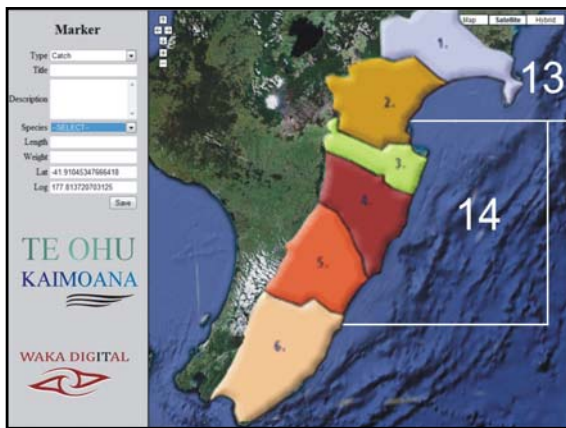 Marker
Type Catch
Title
Description
Species --SELECT--
Length
Weight
Lat -41.91045347666418
Log 177.813720703125
Save
TE OHU
KAIMOANA
WAKA DIGITAL
Map Satellite Hybrid
1.
13
2.
3.
4.
14
5.
6.